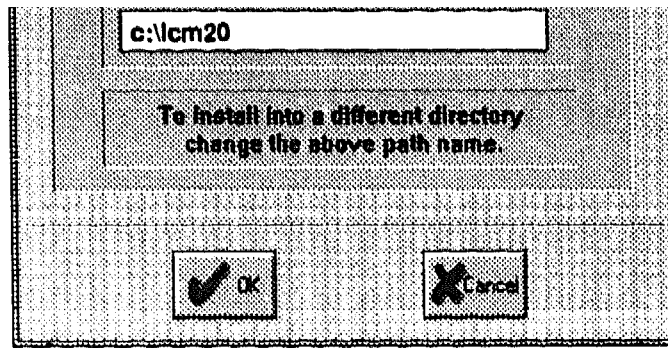 c:\lcm20
To install into a different directory
change the above path name.
OK
Cancel